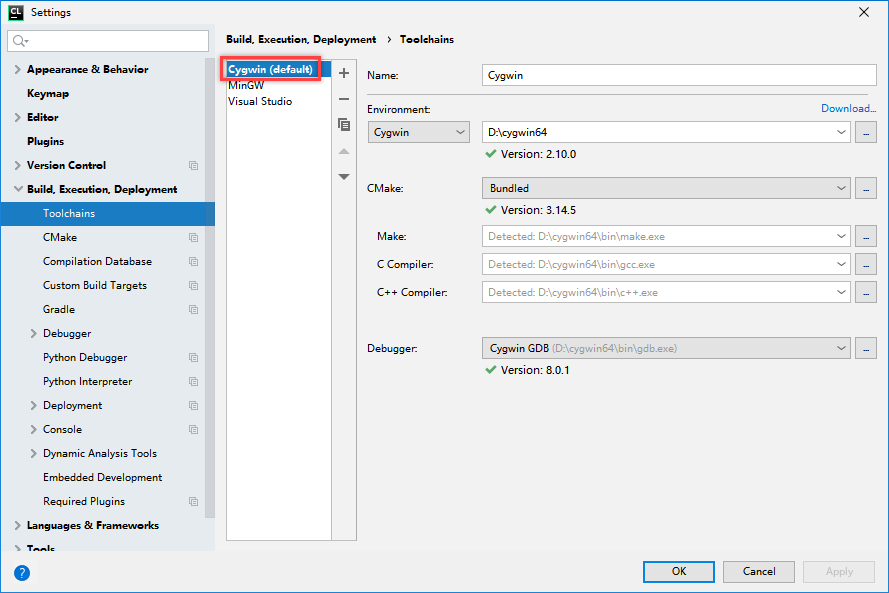 CL Settings
Build, Execution, Deployment › Toolchains
Appearance & Behavior
Keymap
Editor
Plugins
Version Control
Build, Execution, Deployment
Toolchains
CMake
Compilation Database
Custom Build Targets
Gradle
Debugger
Python Debugger
Python Interpreter
Deployment
Console
Dynamic Analysis Tools
Embedded Development
Required Plugins
Languages & Frameworks
Tools
Cygwin (default)
MinGW
Visual Studio
Name: Cygwin
Environment: Download...
Cygwin D:\cygwin64 ...
Version: 2.10.0
CMake: Bundled ...
Version: 3.14.5
Make: Detected: D:\cygwin64\bin\make.exe ...
C Compiler: Detected: D:\cygwin64\bin\gcc.exe ...
C++ Compiler: Detected: D:\cygwin64\bin\c++.exe ...
Debugger: Cygwin GDB (D:\cygwin64\bin\gdb.exe) ...
Version: 8.0.1
? OK Cancel Apply